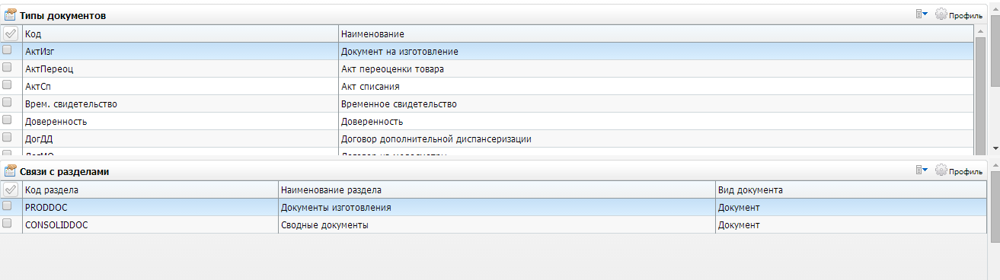 Типы документов Профиль
Код Наименование
АктИзг Документ на изготовление
АктПереоц Акт переоценки товара
АктСп Акт списания
Врем. свидетельство Временное свидетельство
Доверенность Доверенность
ДогДД Договор дополнительной диспансеризации
Связи с разделами Профиль
Код раздела Наименование раздела Вид документа
PRODDOC Документы изготовления Документ
CONSOLIDDOC Сводные документы Документ